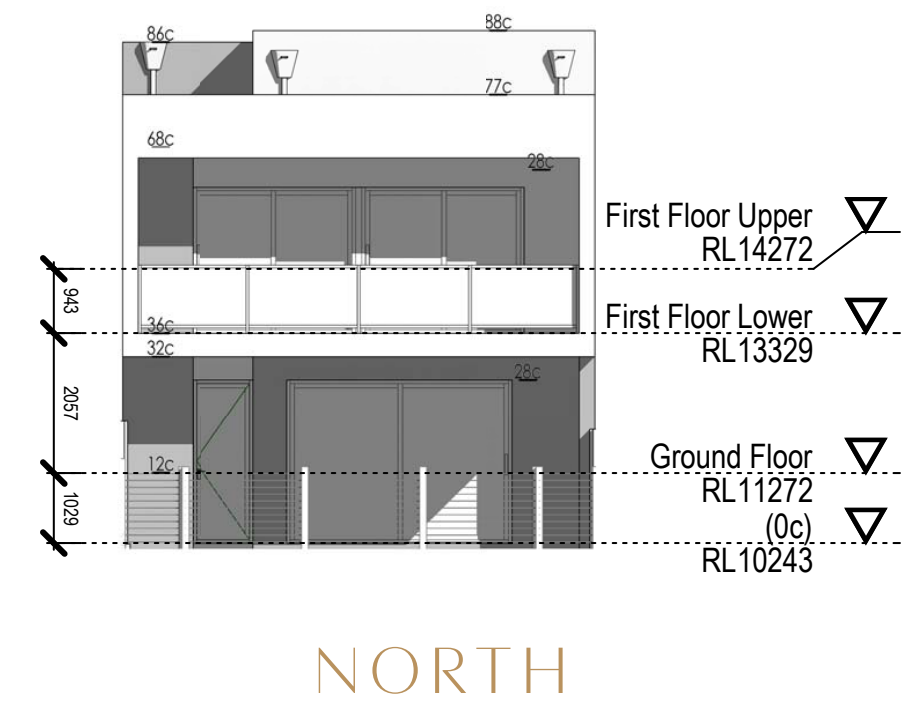 88c
86c
77c
68c
28c
First Floor Upper
RL14272
943
36c
First Floor Lower
RL13329
32c
28c
2057
12c
Ground Floor
RL11272
1029
(0c)
RL10243
NORTH